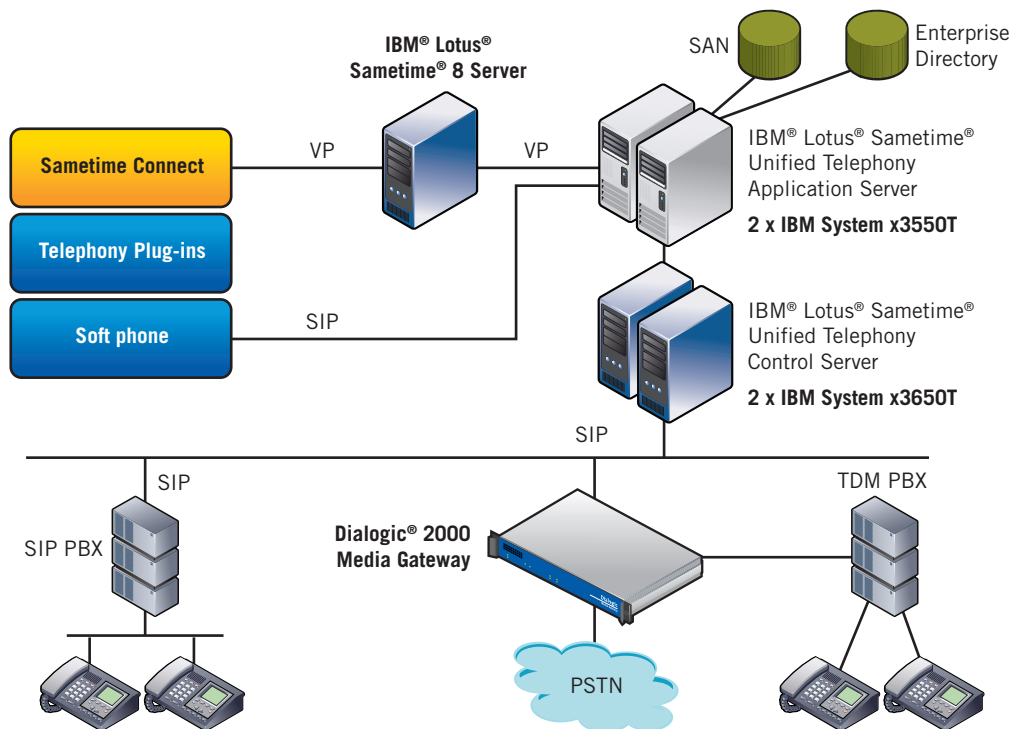 IBM® Lotus®
Sametime® 8 Server
SAN
Enterprise
Directory
Sametime Connect
VP
VP
IBM® Lotus® Sametime®
Unified Telephony
Application Server
2 x IBM System x3550T
Telephony Plug-ins
Soft phone
SIP
IBM® Lotus® Sametime®
Unified Telephony
Control Server
2 x IBM System x3650T
SIP
SIP
TDM PBX
SIP PBX
Dialogic® 2000
Media Gateway
PSTN